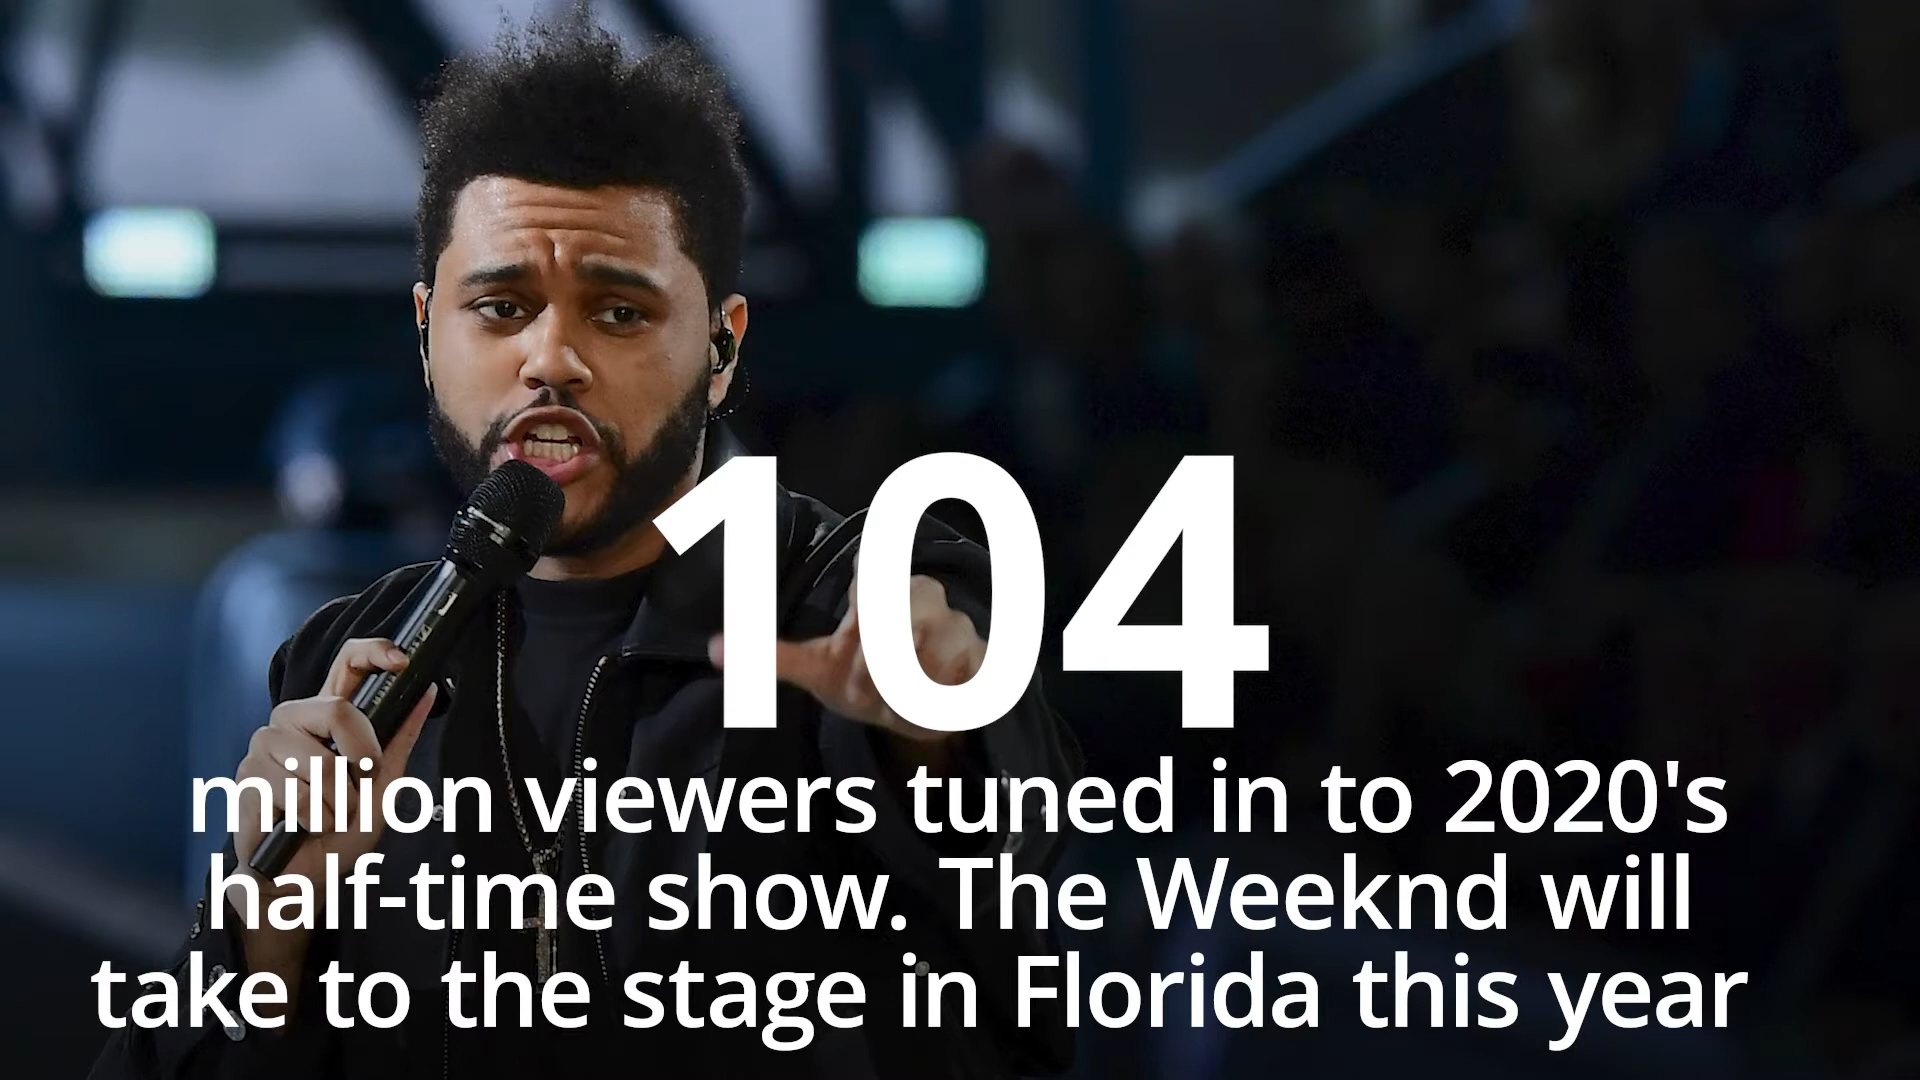 104
million viewers tuned in to 2020's
half-time show. The Weeknd will
take to the stage in Florida this year